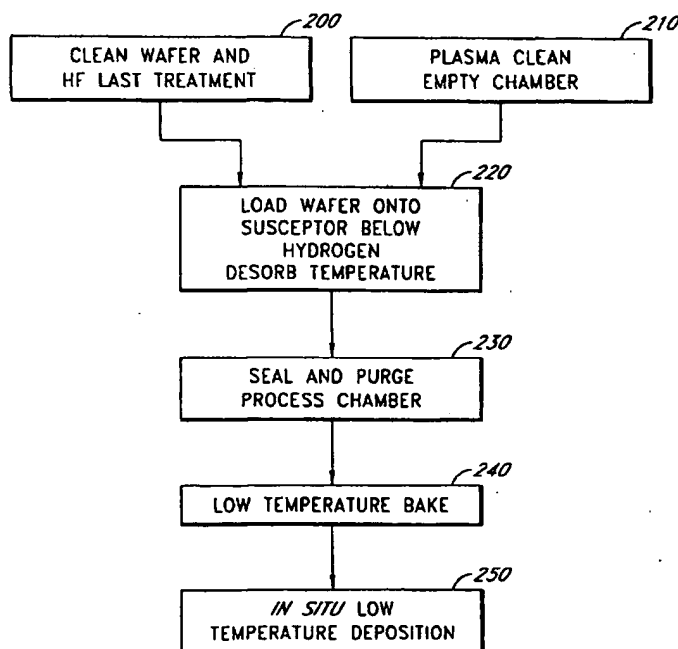 200
CLEAN WAFER AND
HF LAST TREATMENT
210
PLASMA CLEAN
EMPTY CHAMBER
220
LOAD WAFER ONTO
SUSCEPTOR BELOW
HYDROGEN
DESORB TEMPERATURE
230
SEAL AND PURGE
PROCESS CHAMBER
240
LOW TEMPERATURE BAKE
250
IN SITU LOW
TEMPERATURE DEPOSITION